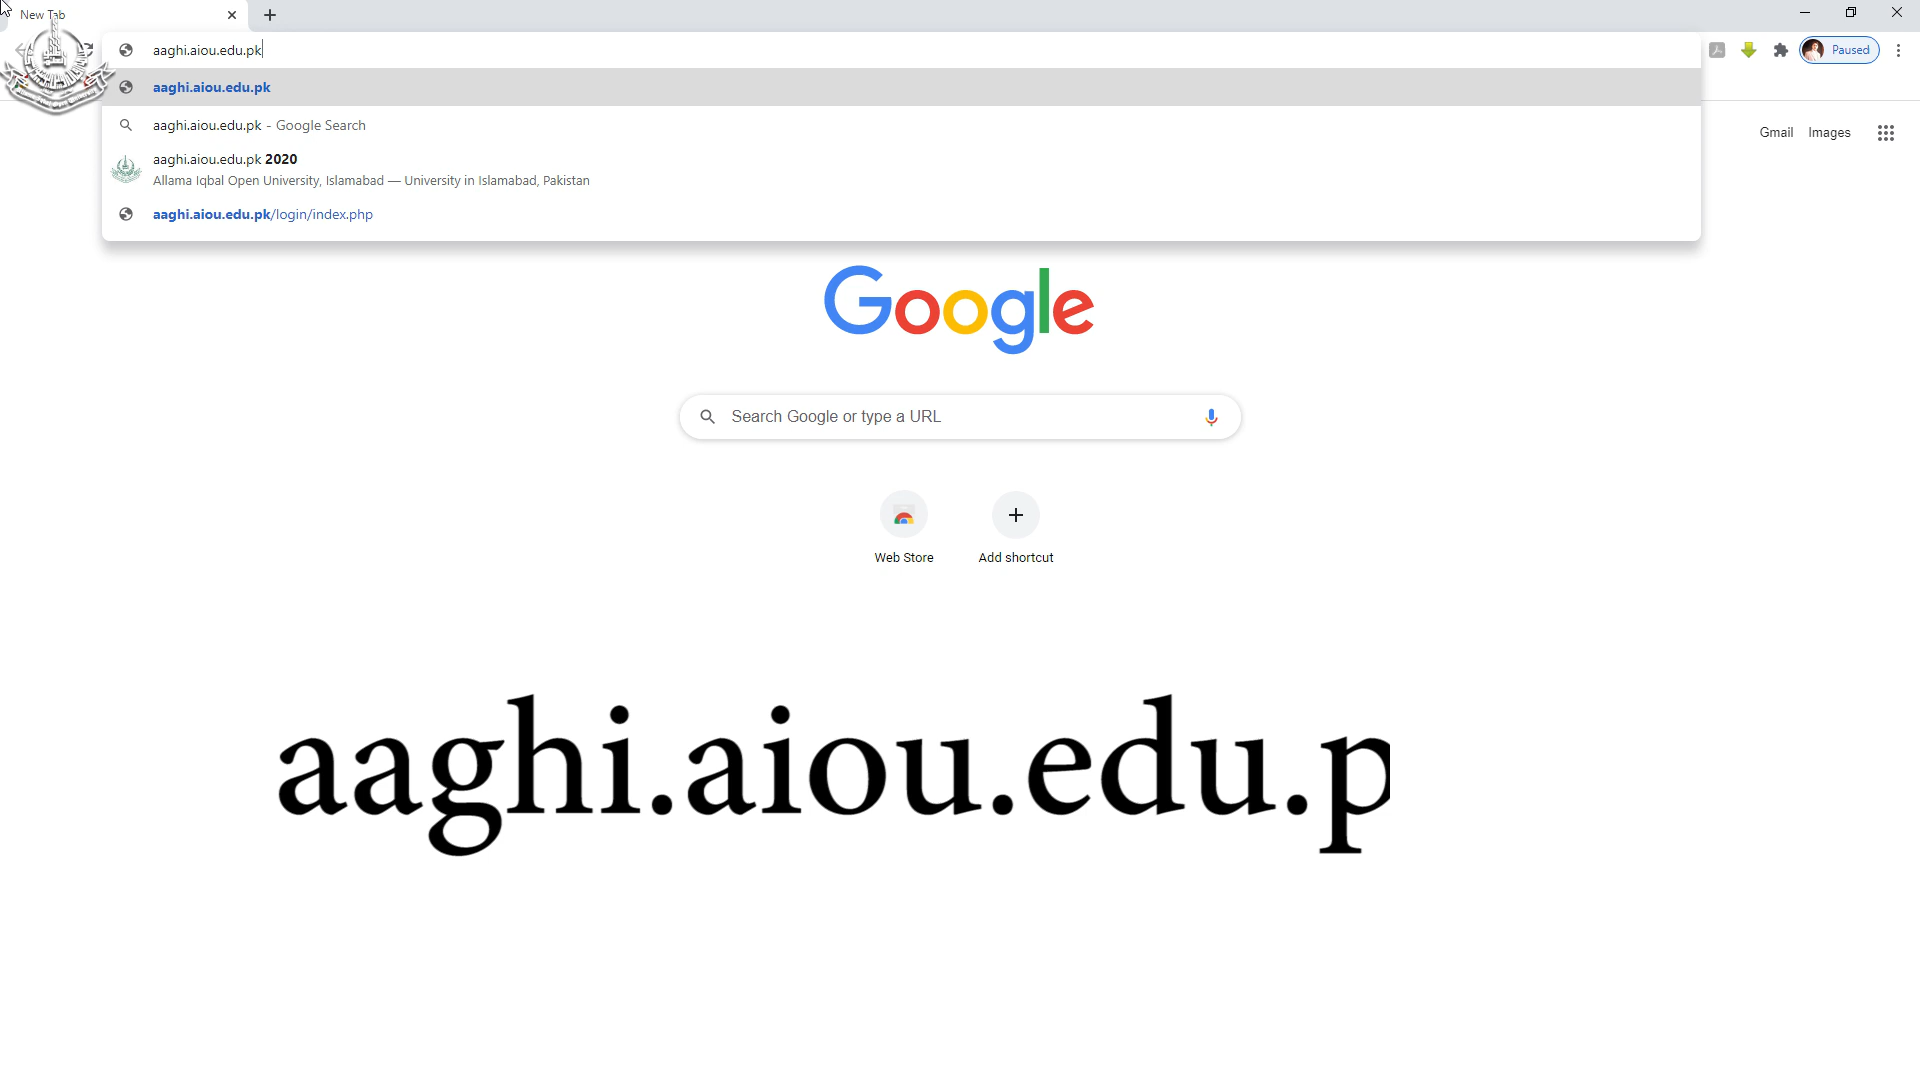 New Tab
aaghi.aiou.edu.pk
Paused
aaghi.aiou.edu.pk
aaghi.aiou.edu.pk - Google Search
aaghi.aiou.edu.pk 2020
Allama Iqbal Open University, Islamabad — University in Islamabad, Pakistan
aaghi.aiou.edu.pk/login/index.php
Gmail Images
Google
Search Google or type a URL
Web Store Add shortcut
aaghi.aiou.edu.p